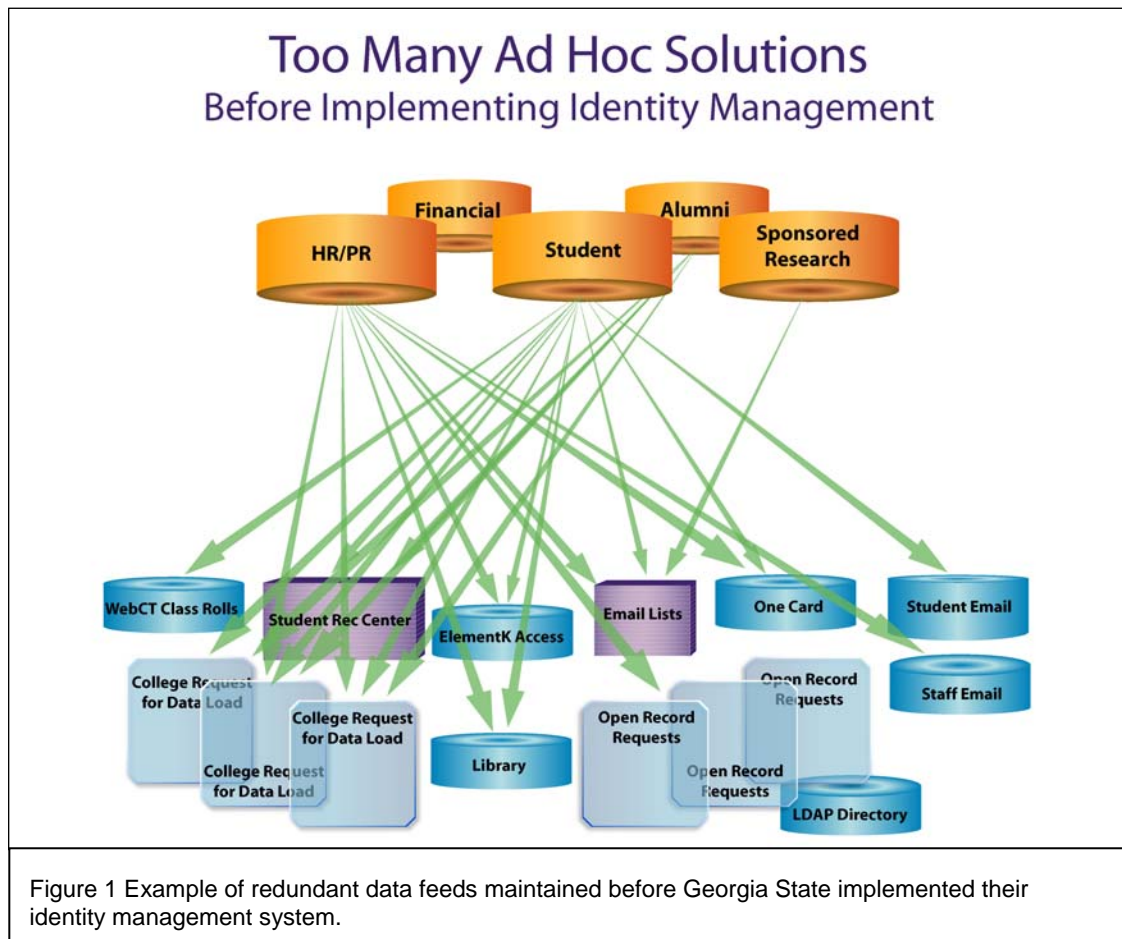 Too Many Ad Hoc Solutions
Before Implementing Identity Management
Financial
Alumni
HR/PR
Student
Sponsored
Research
WebCT Class Rolls
Student Rec Center
ElementK Access
Email Lists
One Card
Student Email
College Request
for Data Load
College Request
for Data Load
College Request
for Data Load
Library
Open Record
Requests
Open Record
Requests
Open Record
Requests
Staff Email
LDAP Directory
Figure 1 Example of redundant data feeds maintained before Georgia State implemented their
identity management system.